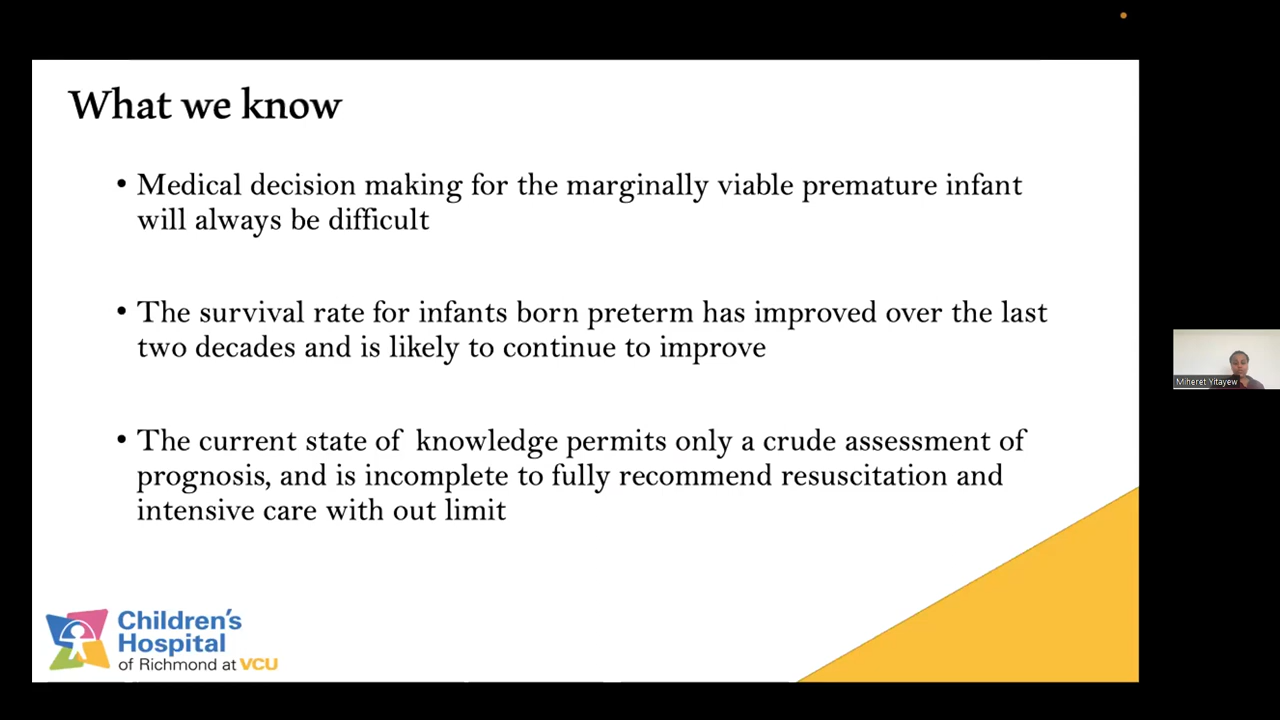 What we know
• Medical decision making for the marginally viable premature infant
will always be difficult
• The survival rate for infants born preterm has improved over the last
two decades and is likely to continue to improve
• The current state of knowledge permits only a crude assessment of
prognosis, and is incomplete to fully recommend resuscitation and
intensive care with out limit
Miheret Yitayew
Children's
Hospital
of Richmond at VCU